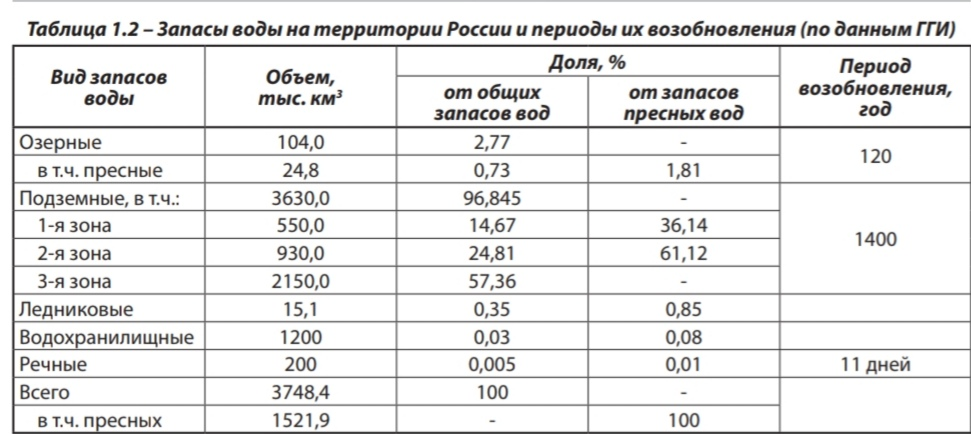 Таблица 1.2 – Запасы воды на территории России и периоды их возобновления (по данным ГГИ)
Вид запасов воды Объем, тыс. км³ Доля, % Период возобновления, год
от общих запасов вод от запасов пресных вод
Озерные 104,0 2,77 - 120
в т.ч. пресные 24,8 0,73 1,81
Подземные, в т.ч.: 3630,0 96,845 - 1400
1-я зона 550,0 14,67 36,14
2-я зона 930,0 24,81 61,12
3-я зона 2150,0 57,36 -
Ледниковые 15,1 0,35 0,85
Водохранилищные 1200 0,03 0,08
Речные 200 0,005 0,01 11 дней
Всего 3748,4 100 -
в т.ч. пресных 1521,9 - 100